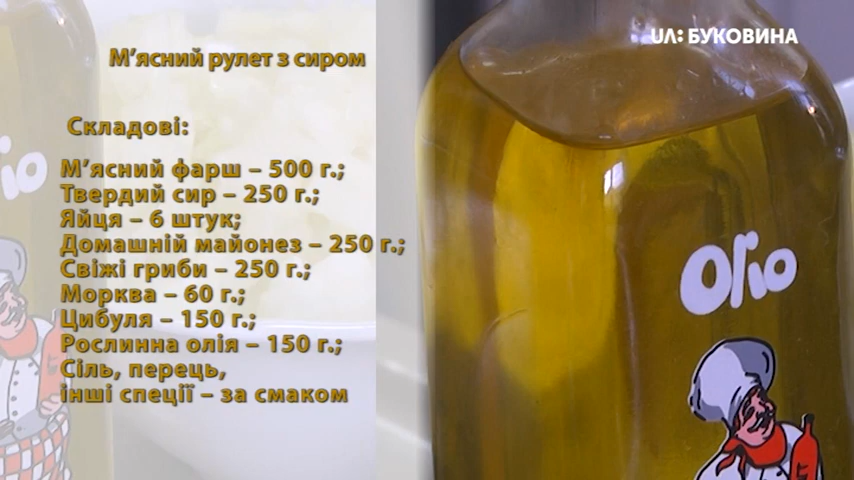 UA: БУКОВИНА
М’ясний рулет з сиром
Складові:
М’ясний фарш – 500 г.;
Твердий сир – 250 г.;
Яйця – 6 штук;
Домашній майонез – 250 г.;
Свіжі гриби – 250 г.;
Морква – 60 г.;
Цибуля – 150 г.;
Рослинна олія – 150 г.;
Сіль, перець,
інші спеції – за смаком
io
Olio